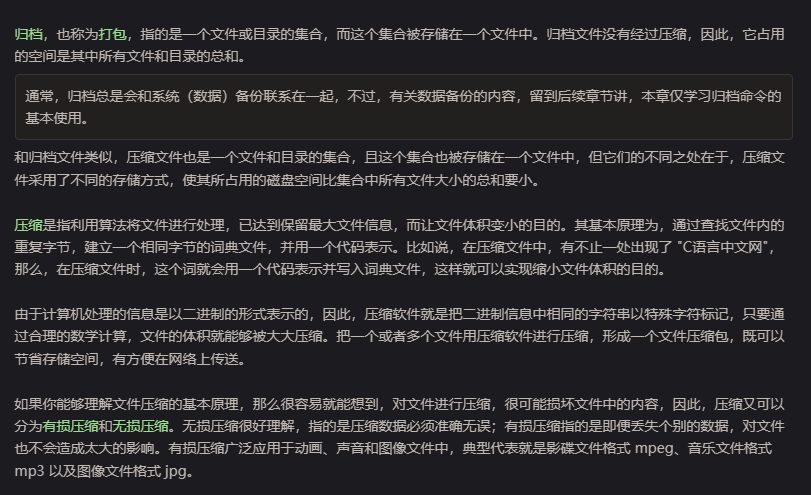 归档，也称为打包，指的是一个文件或目录的集合，而这个集合被存储在一个文件中。归档文件没有经过压缩，因此，它占用
的空间是其中所有文件和目录的总和。
通常，归档总是会和系统（数据）备份联系在一起，不过，有关数据备份的内容，留到后续章节讲，本章仅学习归档命令的
基本使用。
和归档文件类似，压缩文件也是一个文件和目录的集合，且这个集合也被存储在一个文件中，但它们的不同之处在于，压缩文
件采用了不同的存储方式，使其所占用的磁盘空间比集合中所有文件大小的总和要小。
压缩是指利用算法将文件进行处理，已达到保留最大文件信息，而让文件体积变小的目的。其基本原理为，通过查找文件内的
重复字节，建立一个相同字节的词典文件，并用一个代码表示。比如说，在压缩文件中，有不止一处出现了 "C语言中文网"，
那么，在压缩文件时，这个词就会用一个代码表示并写入词典文件，这样就可以实现缩小文件体积的目的。
由于计算机处理的信息是以二进制的形式表示的，因此，压缩软件就是把二进制信息中相同的字符串以特殊字符标记，只要通
过合理的数学计算，文件的体积就能够被大大压缩。把一个或者多个文件用压缩软件进行压缩，形成一个文件压缩包，既可以
节省存储空间，有方便在网络上传送。
如果你能够理解文件压缩的基本原理，那么很容易就能想到，对文件进行压缩，很可能损坏文件中的内容，因此，压缩又可以
分为有损压缩和无损压缩。无损压缩很好理解，指的是压缩数据必须准确无误；有损压缩指的是即便丢失个别的数据，对文件
也不会造成太大的影响。有损压缩广泛应用于动画、声音和图像文件中，典型代表就是影碟文件格式 mpeg、音乐文件格式
mp3 以及图像文件格式 jpg。